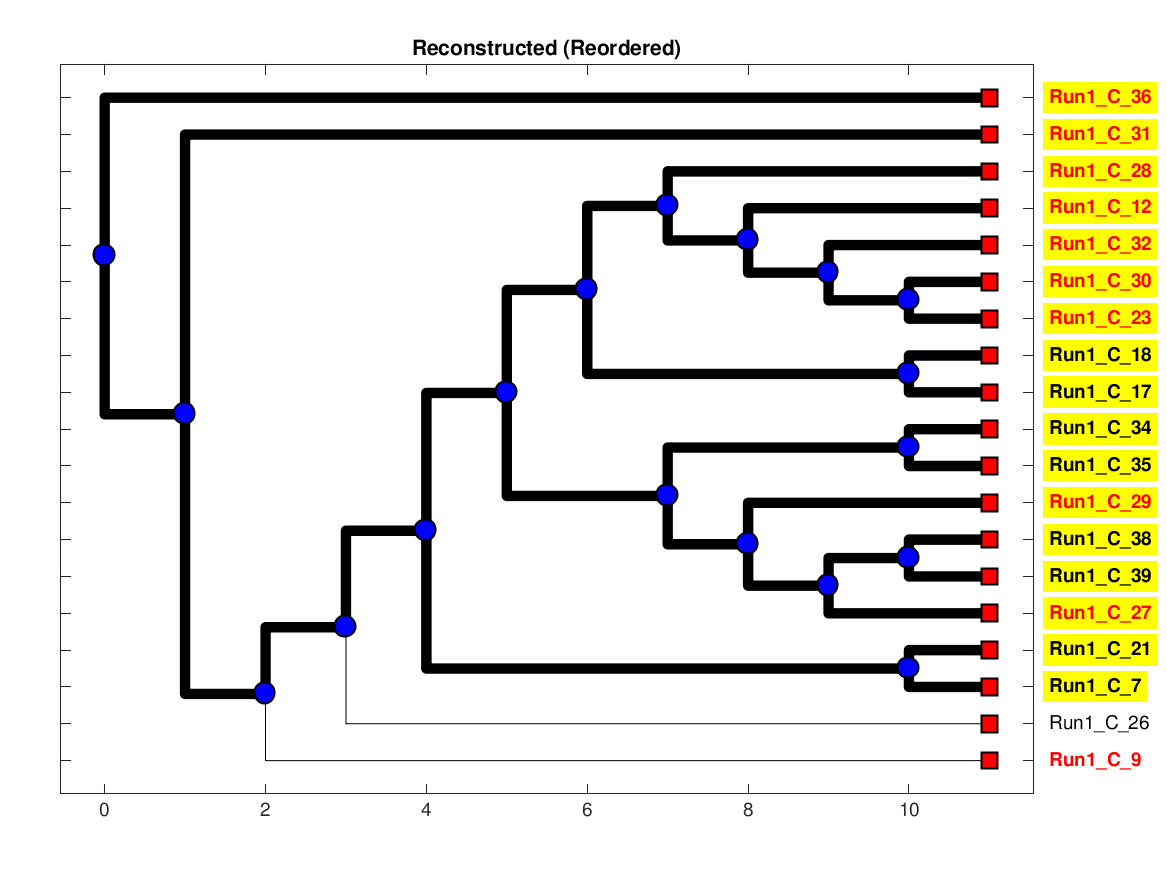 Reconstructed (Reordered)
Run1_C_36
Run1_C_31
Run1_C_28
Run1_C_12
Run1_C_32
Run1_C_30
Run1_C_23
Run1_C_18
Run1_C_17
Run1_C_34
Run1_C_35
Run1_C_29
Run1_C_38
Run1_C_39
Run1_C_27
Run1_C_21
Run1_C_7
Run1_C_26
Run1_C_9
0 2 4 6 8 10